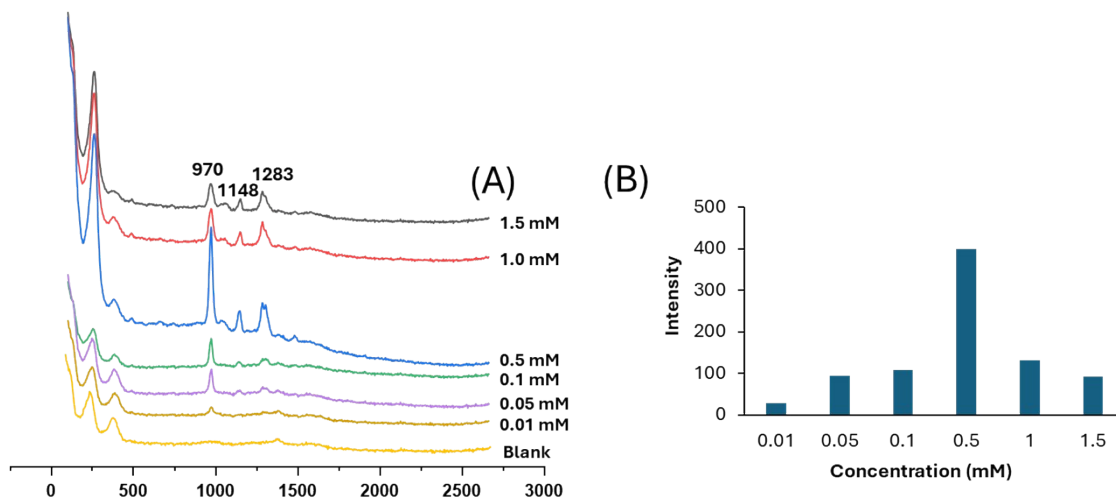 970
1148
1283
(A)
1.5 mM
1.0 mM
0.5 mM
0.1 mM
0.05 mM
0.01 mM
Blank
0 500 1000 1500 2000 2500 3000
(B)
500
400
300
200
100
0
Intensity
0.01 0.05 0.1 0.5 1 1.5
Concentration (mM)